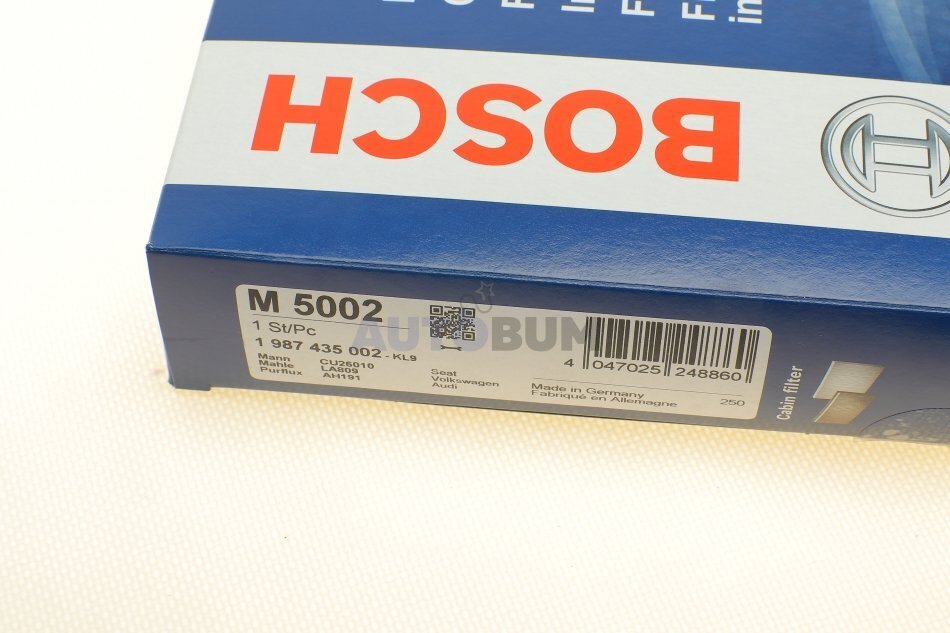 BOSCH
M 5002
1 St/Pc
1 987 435 002 - KL9
Mann CU26010
Mahle LA809
Purflux AH191
Seat
Volkswagen
Audi
4 047025 248860
Made in Germany
Fabriqué en Allemagne
250
Cabin filter
AUTOBUM